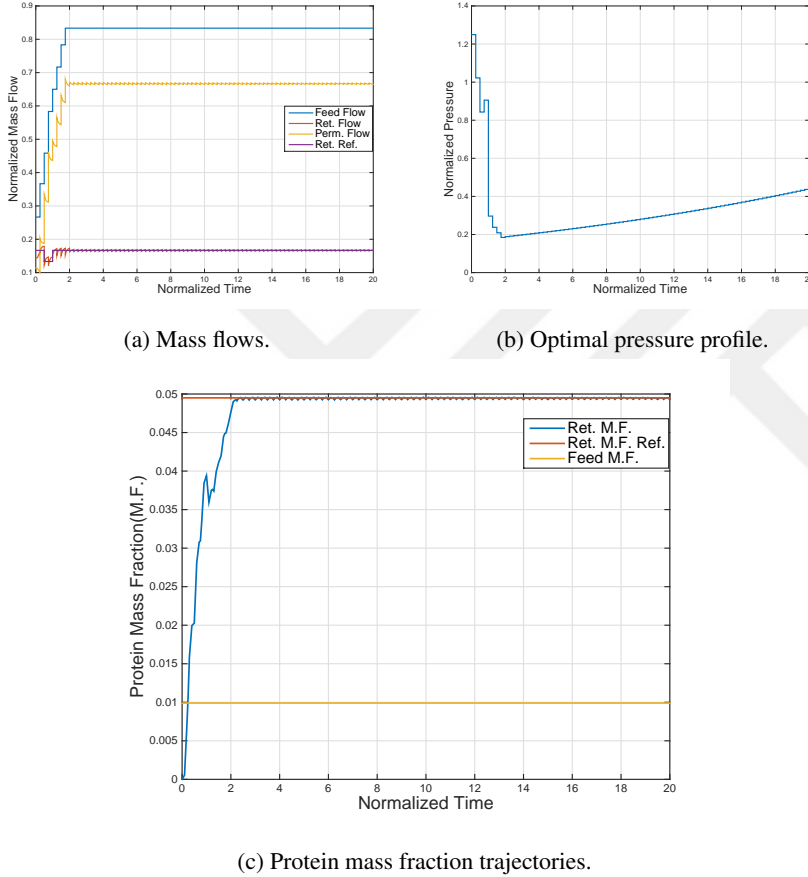 0.9
0.8
0.7
0.6
0.5
0.4
0.3
0.2
0.1
Normalized Mass Flow
Feed Flow
Ret. Flow
Perm. Flow
Ret. Ref.
0 2 4 6 8 10 12 14 16 18 20
Normalized Time
(a) Mass flows.
1.4
1.2
1
0.8
0.6
0.4
0.2
0
Normalized Pressure
0 2 4 6 8 10 12 14 16 18 20
Normalized Time
(b) Optimal pressure profile.
0.05
0.045
0.04
0.035
0.03
0.025
0.02
0.015
0.01
0.005
0
Protein Mass Fraction(M.F.)
Ret. M.F.
Ret. M.F. Ref.
Feed M.F.
0 2 4 6 8 10 12 14 16 18 20
Normalized Time
(c) Protein mass fraction trajectories.